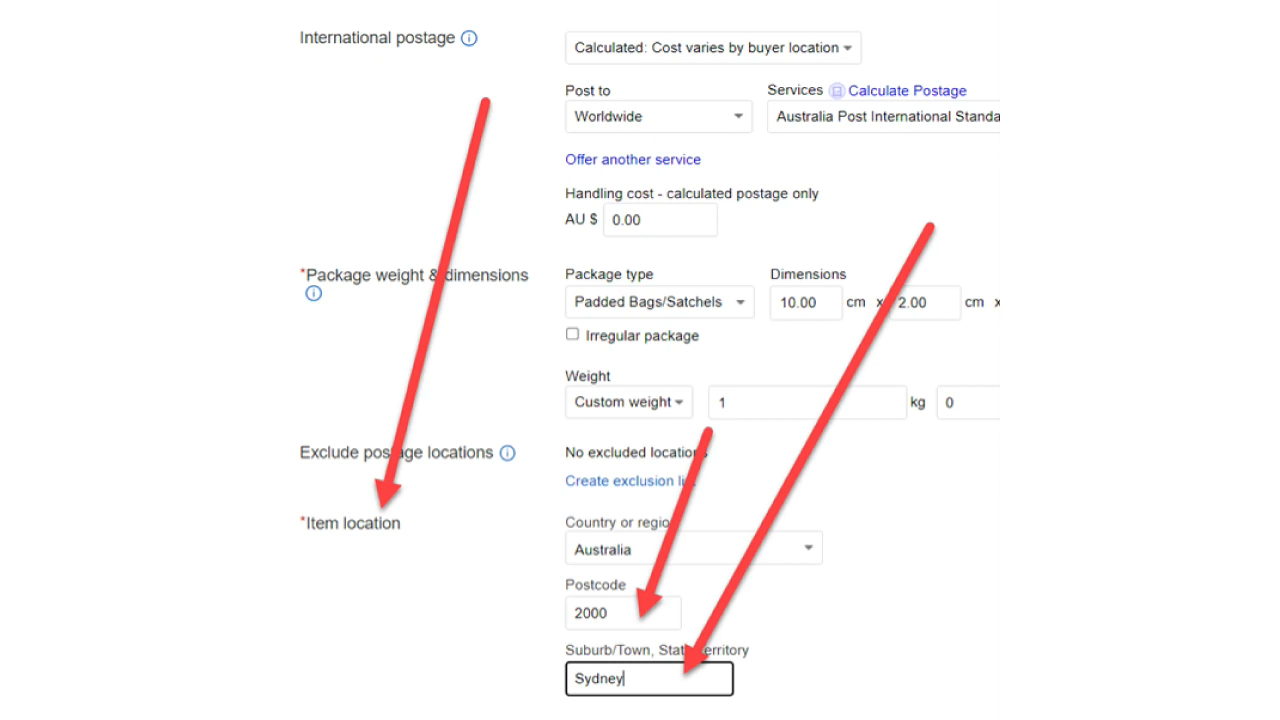 International postage
Calculated: Cost varies by buyer location
Post to
Services Calculate Postage
Worldwide
Australia Post International Standa
Offer another service
Handling cost - calculated postage only
AU $ 0.00
*Package weight & dimensions
Package type
Dimensions
Padded Bags/Satchels
10.00 cm x 2.00 cm x
Irregular package
Weight
Custom weight
1 kg 0
Exclude postage locations
No excluded locations
Create exclusion li
*Item location
Country or region
Australia
Postcode
2000
Suburb/Town, State/Territory
Sydney